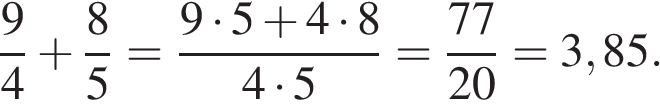 9/4 + 8/5 = (9 · 5 + 4 · 8)/(4 · 5) = 77/20 = 3,85.